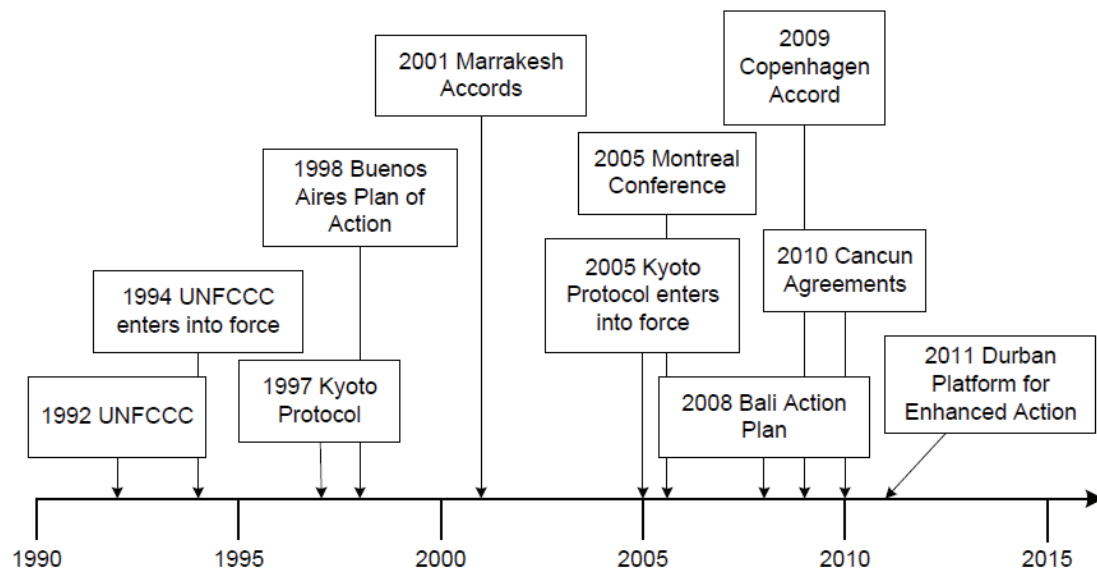 2001 Marrakesh
Accords
2009
Copenhagen
Accord
1998 Buenos
Aires Plan of
Action
2005 Montreal
Conference
1994 UNFCCC
enters into force
2005 Kyoto
Protocol enters
into force
2010 Cancun
Agreements
1992 UNFCCC
1997 Kyoto
Protocol
2008 Bali Action
Plan
2011 Durban
Platform for
Enhanced Action
1990 1995 2000 2005 2010 2015